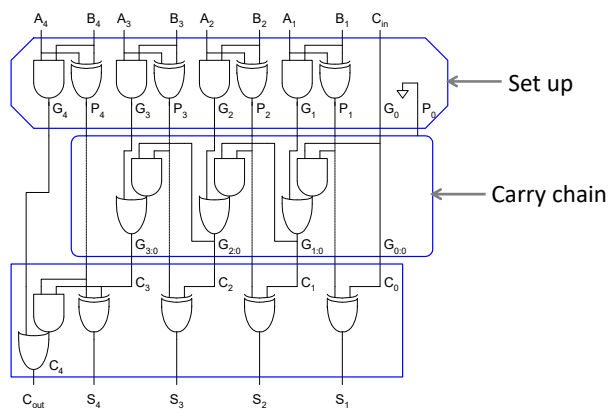 A4 B4 A3 B3 A2 B2 A1 B1 Cin
Set up
G4 P4 G3 P3 G2 P2 G1 P1 G0 P0
Carry chain
G3:0 G2:0 G1:0 G0:0
C3 C2 C1 C0
C4
Cout S4 S3 S2 S1